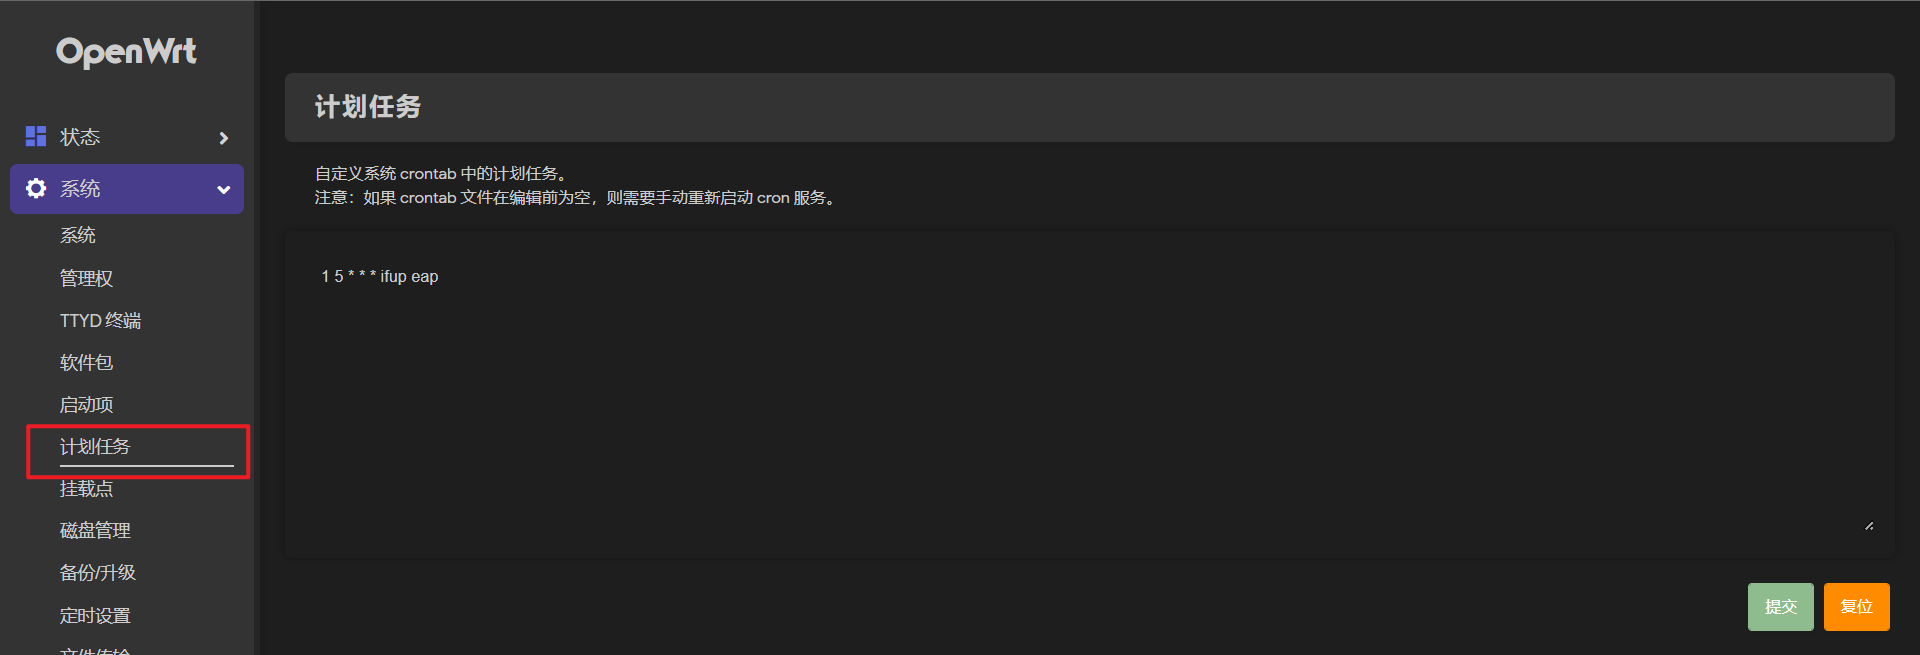 OpenWrt
状态
系统
系统
管理权
TTYD 终端
软件包
启动项
计划任务
挂载点
磁盘管理
备份/升级
定时设置
文件传输
计划任务
自定义系统 crontab 中的计划任务。
注意：如果 crontab 文件在编辑前为空，则需要手动重新启动 cron 服务。
1 5 * * * ifup eap
提交
复位